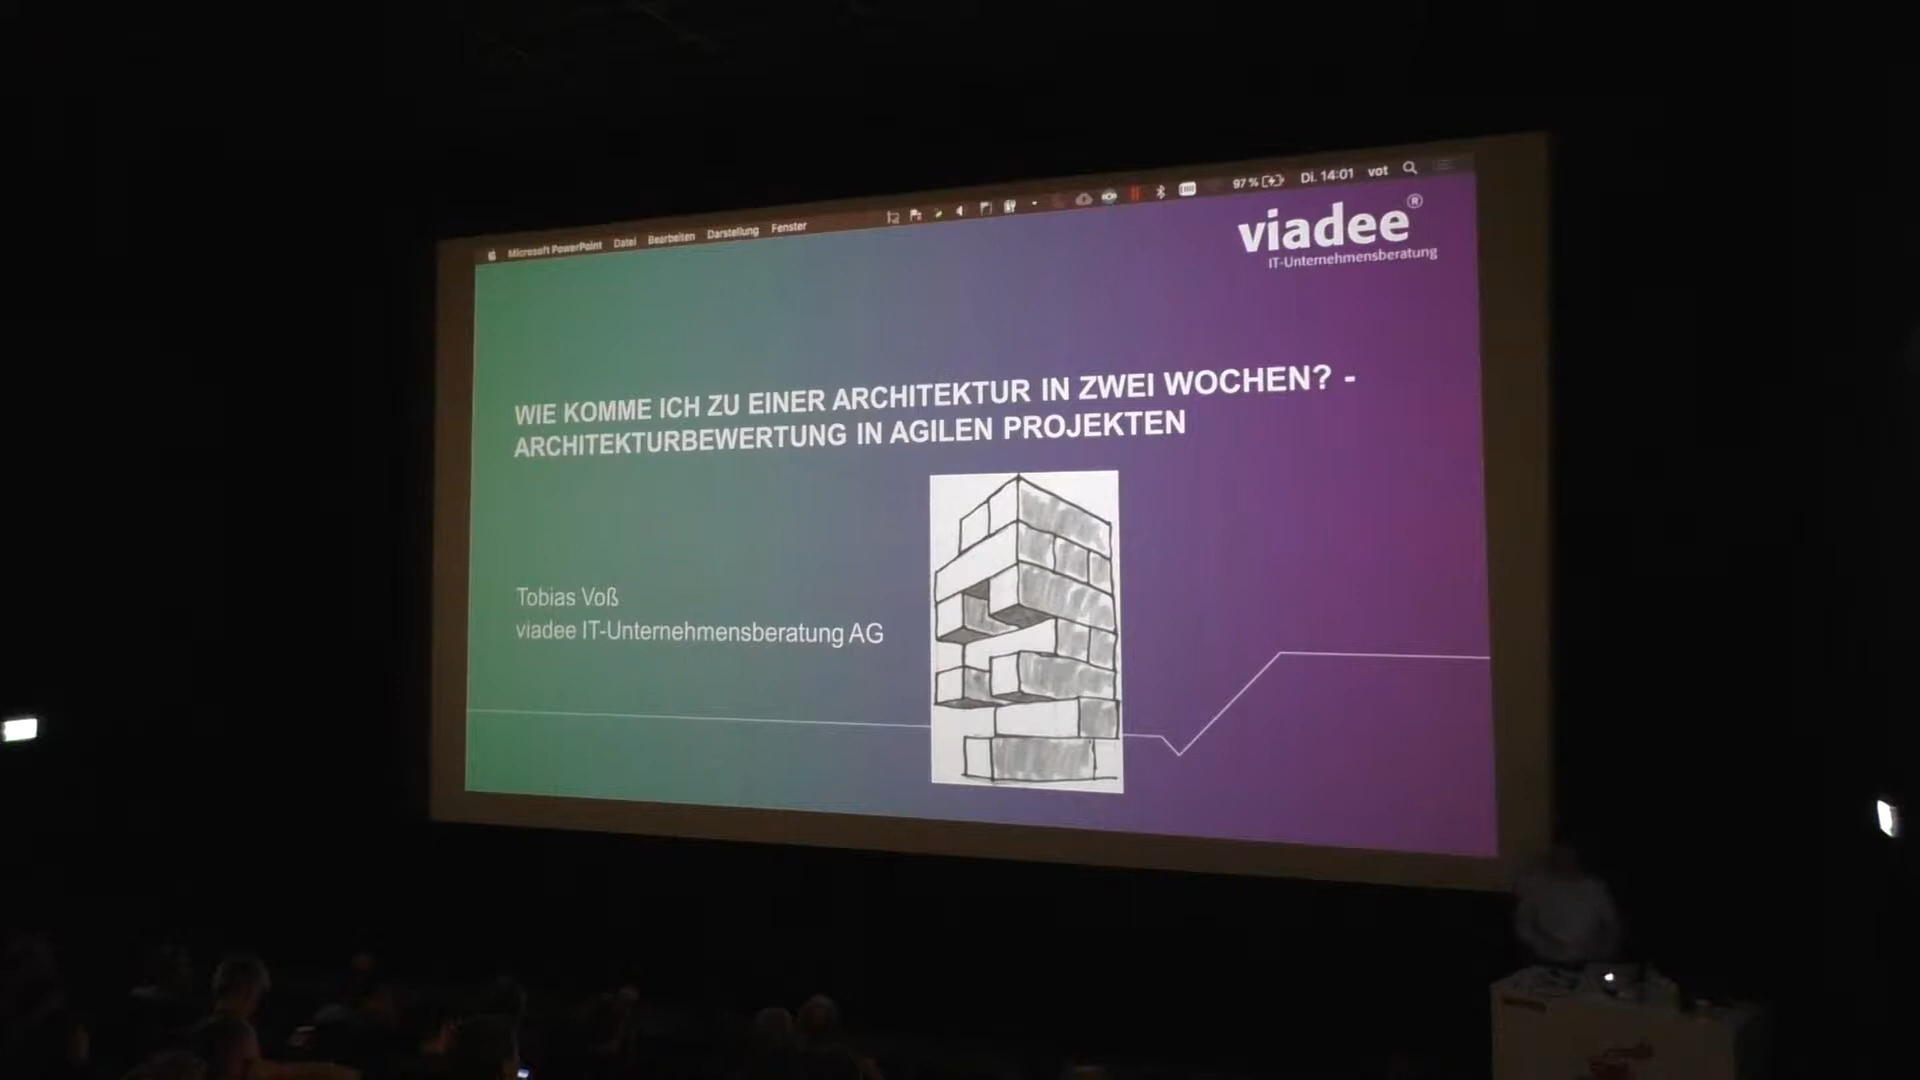 Microsoft PowerPoint Datei Bearbeiten Darstellung Fenster 97 % Di. 14:01 vot
viadee®
IT-Unternehmensberatung
WIE KOMME ICH ZU EINER ARCHITEKTUR IN ZWEI WOCHEN? -
ARCHITEKTURBEWERTUNG IN AGILEN PROJEKTEN
Tobias Voß
viadee IT-Unternehmensberatung AG